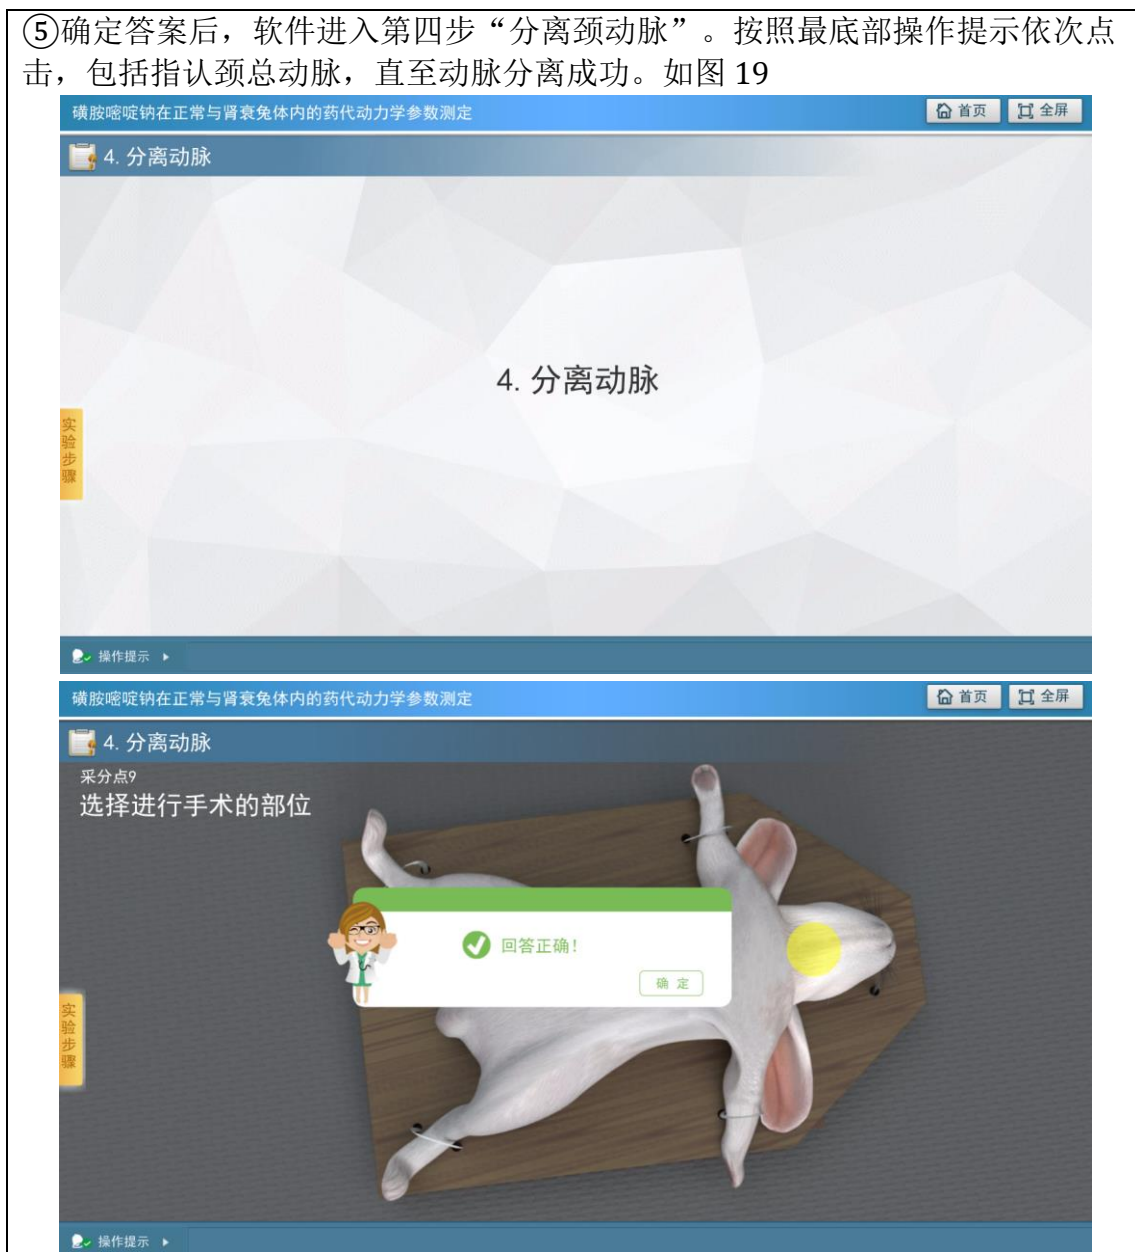 ⑤确定答案后，软件进入第四步“分离颈动脉”。按照最底部操作提示依次点
击，包括指认颈总动脉，直至动脉分离成功。如图 19
磺胺嘧啶钠在正常与肾衰兔体内的药代动力学参数测定
首页
全屏
4. 分离动脉
4. 分离动脉
实验步骤
操作提示
磺胺嘧啶钠在正常与肾衰兔体内的药代动力学参数测定
首页
全屏
4. 分离动脉
采分点9
选择进行手术的部位
回答正确！
确 定
实验步骤
操作提示